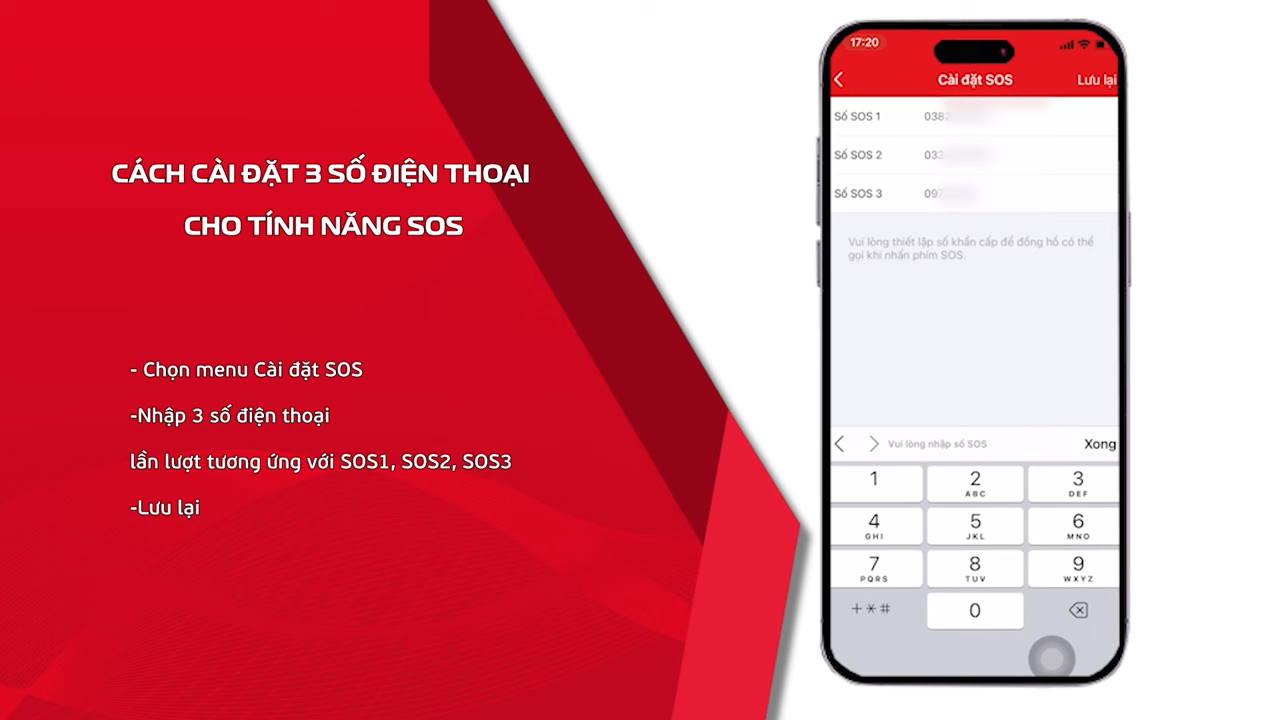 CÁCH CÀI ĐẶT 3 SỐ ĐIỆN THOẠI
CHO TÍNH NĂNG SOS
- Chọn menu Cài đặt SOS
-Nhập 3 số điện thoại
lần lượt tương ứng với SOS1, SOS2, SOS3
-Lưu lại
17:20
Cài đặt SOS Lưu lại
Số SOS 1 038
Số SOS 2 033
Số SOS 3 097
Vui lòng thiết lập số khẩn cấp để đồng hồ có thể
gọi khi nhấn phím SOS.
Vui lòng nhập số SOS Xong
1 2 3
ABC DEF
4 5 6
GHI JKL MNO
7 8 9
PQRS TUV WXYZ
+*# 0